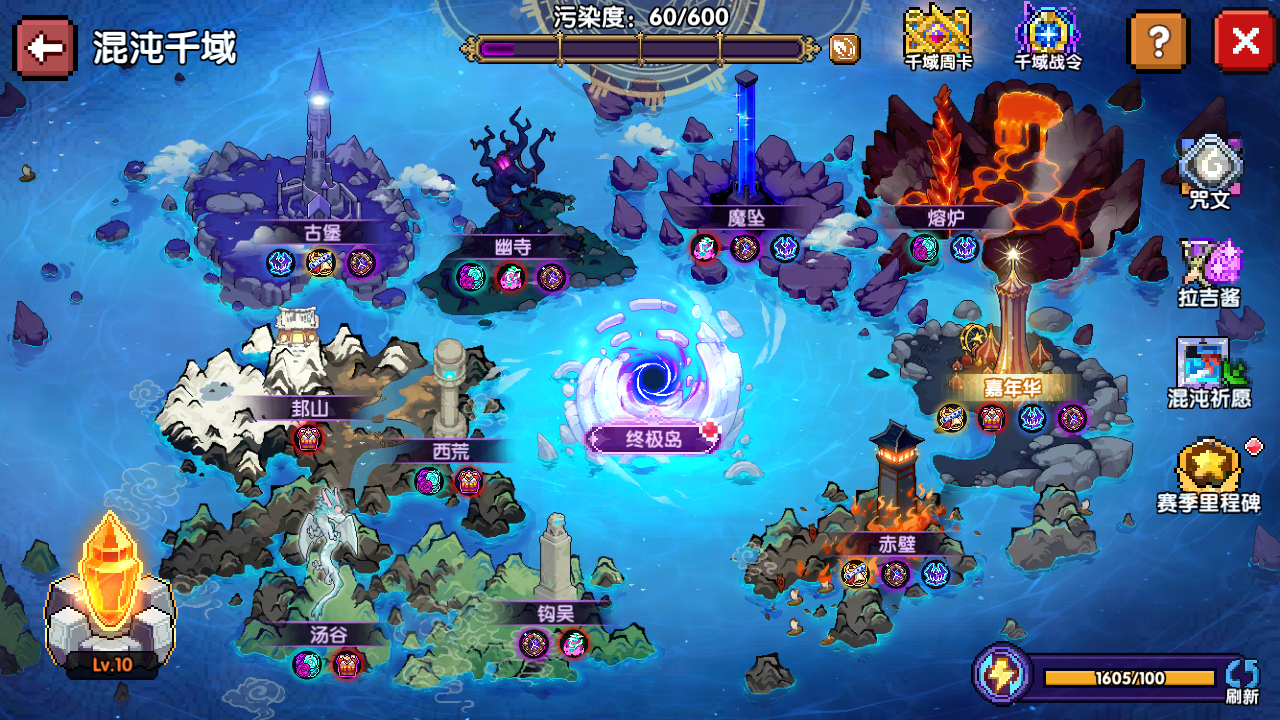 混沌千域
污染度：60/600
千域周卡
千域战令
?
咒文
拉吉酱
混沌祈愿
赛季里程碑
古堡
幽寺
魔坠
熔炉
嘉年华
邽山
西荒
终极岛
赤壁
钩吴
汤谷
Lv.10
1605/100
刷新